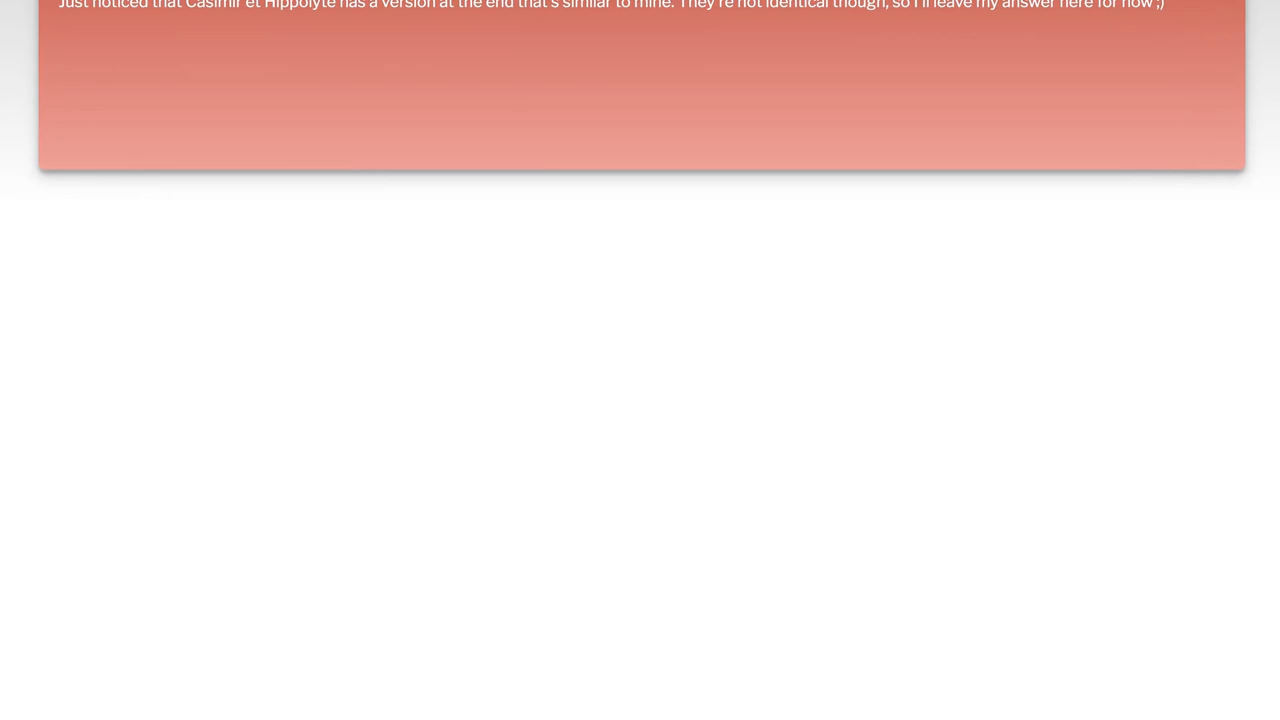 Just noticed that Casimir et Hippolyte has a version at the end that's similar to mine. They're not identical though, so I'll leave my answer here for now ;)